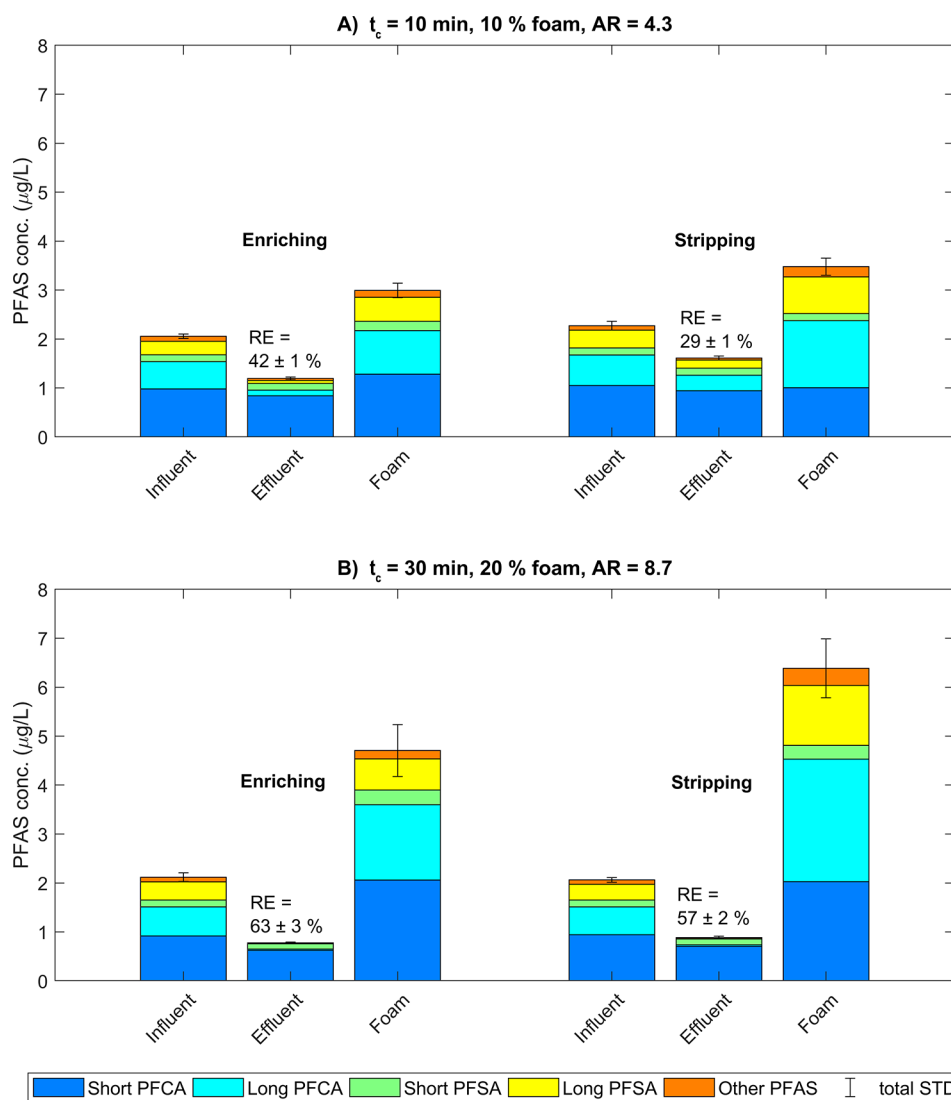 A) tc = 10 min, 10 % foam, AR = 4.3
8
7
6
5
4
3
2
1
0
PFAS conc. (μg/L)
Enriching
Stripping
RE =
42 ± 1 %
RE =
29 ± 1 %
Influent
Effluent
Foam
Influent
Effluent
Foam
B) tc = 30 min, 20 % foam, AR = 8.7
8
7
6
5
4
3
2
1
0
PFAS conc. (μg/L)
Enriching
Stripping
RE =
63 ± 3 %
RE =
57 ± 2 %
Influent
Effluent
Foam
Influent
Effluent
Foam
Short PFCA Long PFCA Short PFSA Long PFSA Other PFAS total STD